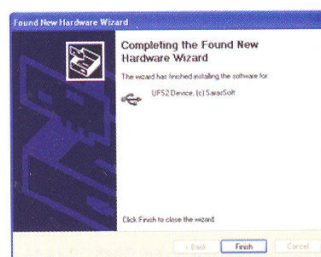 Found New Hardware Wizard
Completing the Found New
Hardware Wizard
The wizard has finished installing the software for
UFS2 Device, (c) SarasSoft
Click Finish to close the wizard.
< Back
Finish
Cancel